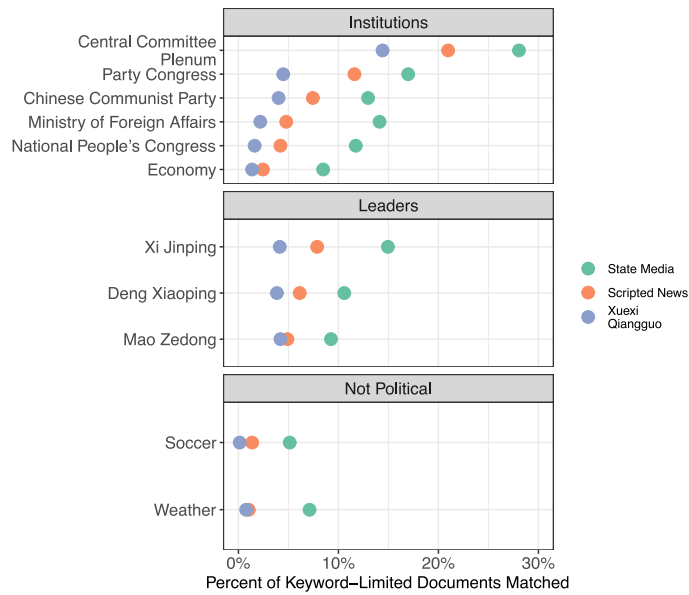 Institutions
Central Committee
Plenum
Party Congress
Chinese Communist Party
Ministry of Foreign Affairs
National People's Congress
Economy
Leaders
Xi Jinping
Deng Xiaoping
Mao Zedong
Not Political
Soccer
Weather
0%
10%
20%
30%
Percent of Keyword−Limited Documents Matched
State Media
Scripted News
Xuexi
Qiangguo